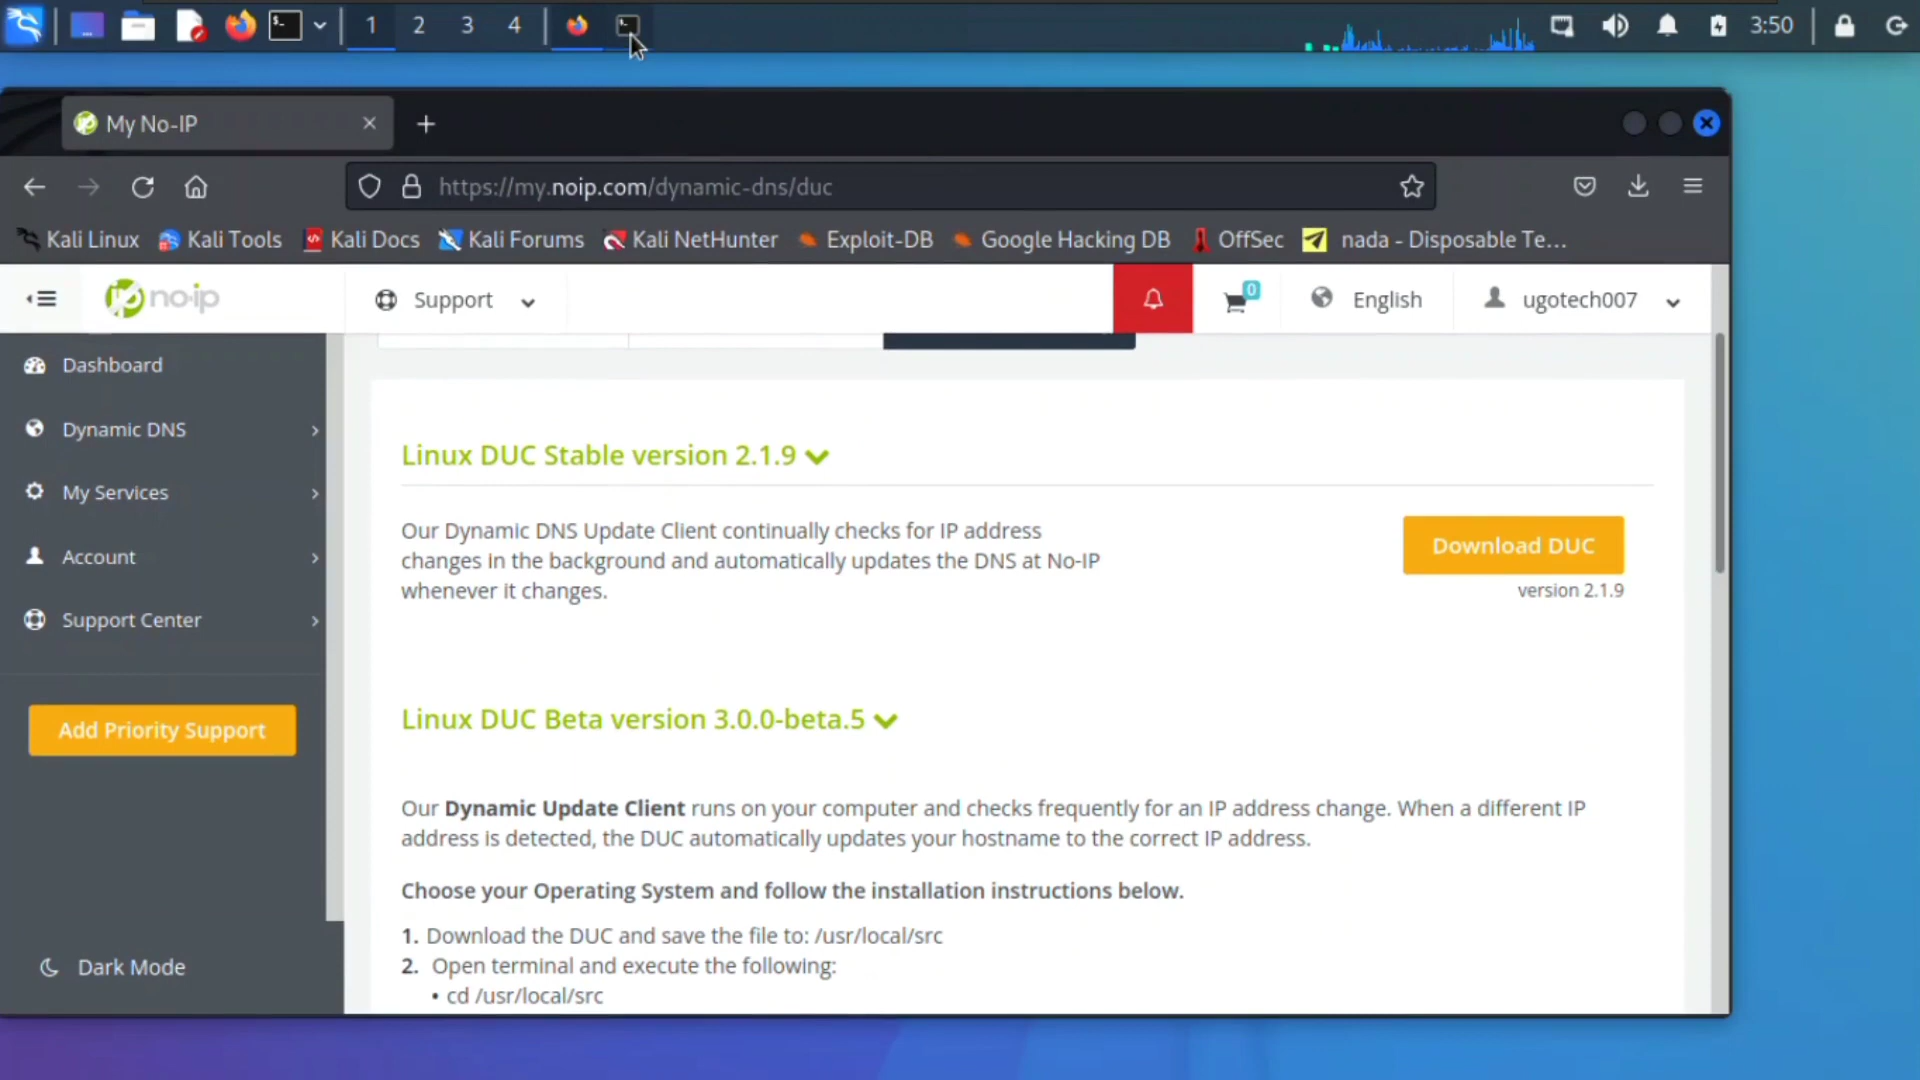 1 2 3 4 3:50
My No-IP
https://my.noip.com/dynamic-dns/duc
Kali Linux Kali Tools Kali Docs Kali Forums Kali NetHunter Exploit-DB Google Hacking DB OffSec nada - Disposable Te...
no-ip Support 0 English ugotech007
Dashboard
Dynamic DNS
My Services
Account
Support Center
Add Priority Support
Dark Mode
Linux DUC Stable version 2.1.9
Our Dynamic DNS Update Client continually checks for IP address
changes in the background and automatically updates the DNS at No-IP
whenever it changes.
Download DUC
version 2.1.9
Linux DUC Beta version 3.0.0-beta.5
Our Dynamic Update Client runs on your computer and checks frequently for an IP address change. When a different IP
address is detected, the DUC automatically updates your hostname to the correct IP address.
Choose your Operating System and follow the installation instructions below.
1. Download the DUC and save the file to: /usr/local/src
2. Open terminal and execute the following:
• cd /usr/local/src